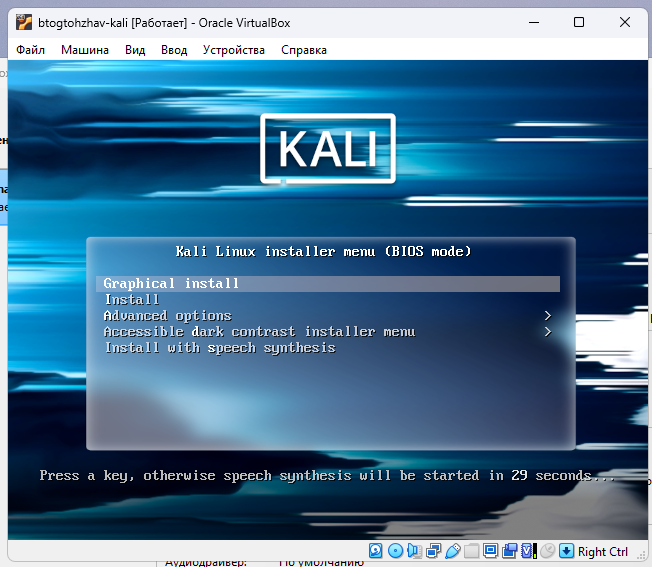 btogtohzhav-kali [Работает] - Oracle VirtualBox
Файл Машина Вид Ввод Устройства Справка
KALI
Kali Linux installer menu (BIOS mode)
Graphical install
Install
Advanced options >
Accessible dark contrast installer menu >
Install with speech synthesis
Press a key, otherwise speech synthesis will be started in 29 seconds...
Right Ctrl
Аудиодрайвер: По умолчанию